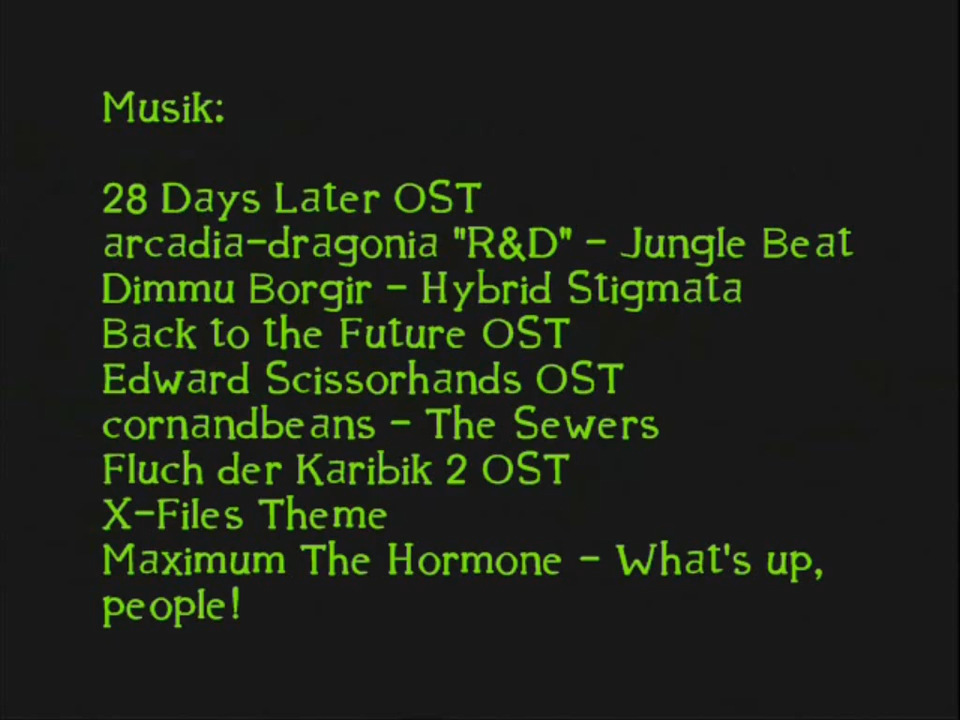 Musik:
28 Days Later OST
arcadia-dragonia "R&D" - Jungle Beat
Dimmu Borgir - Hybrid Stigmata
Back to the Future OST
Edward Scissorhands OST
cornandbeans - The Sewers
Fluch der Karibik 2 OST
X-Files Theme
Maximum The Hormone - What's up,
people!